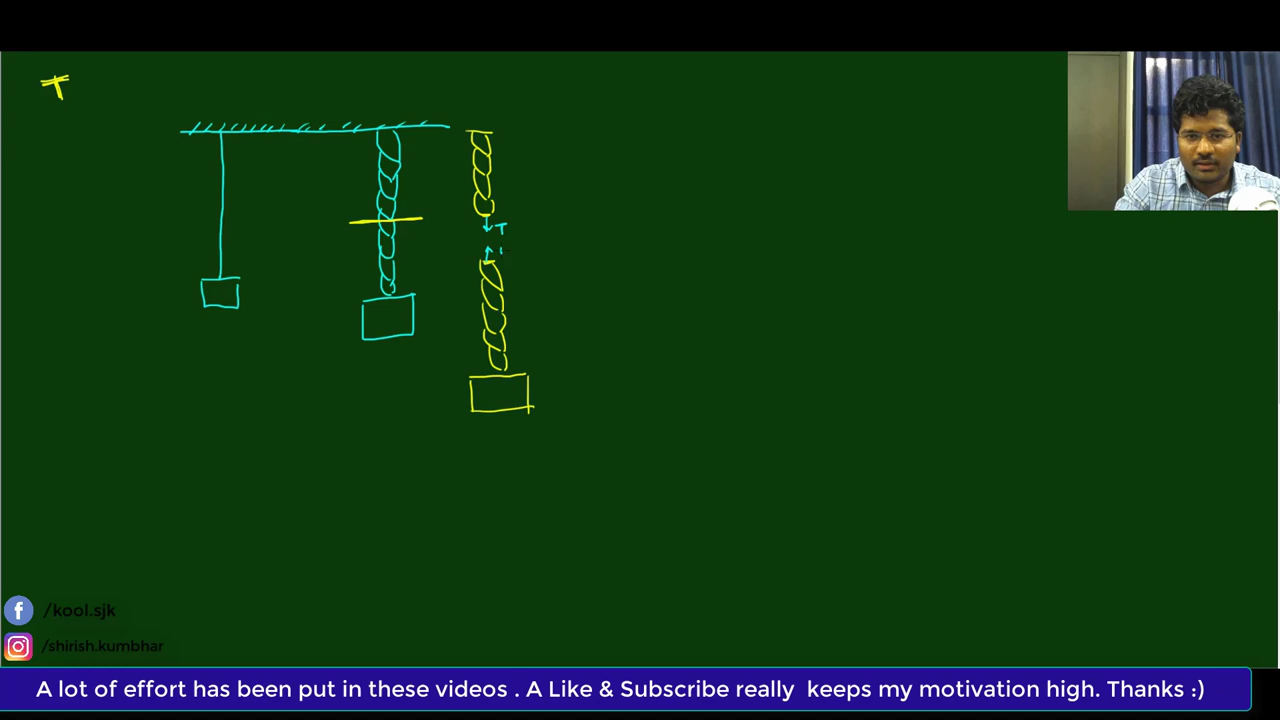 T
T
/kool.sjk
/shirish.kumbhar
A lot of effort has been put in these videos . A Like & Subscribe really keeps my motivation high. Thanks :)